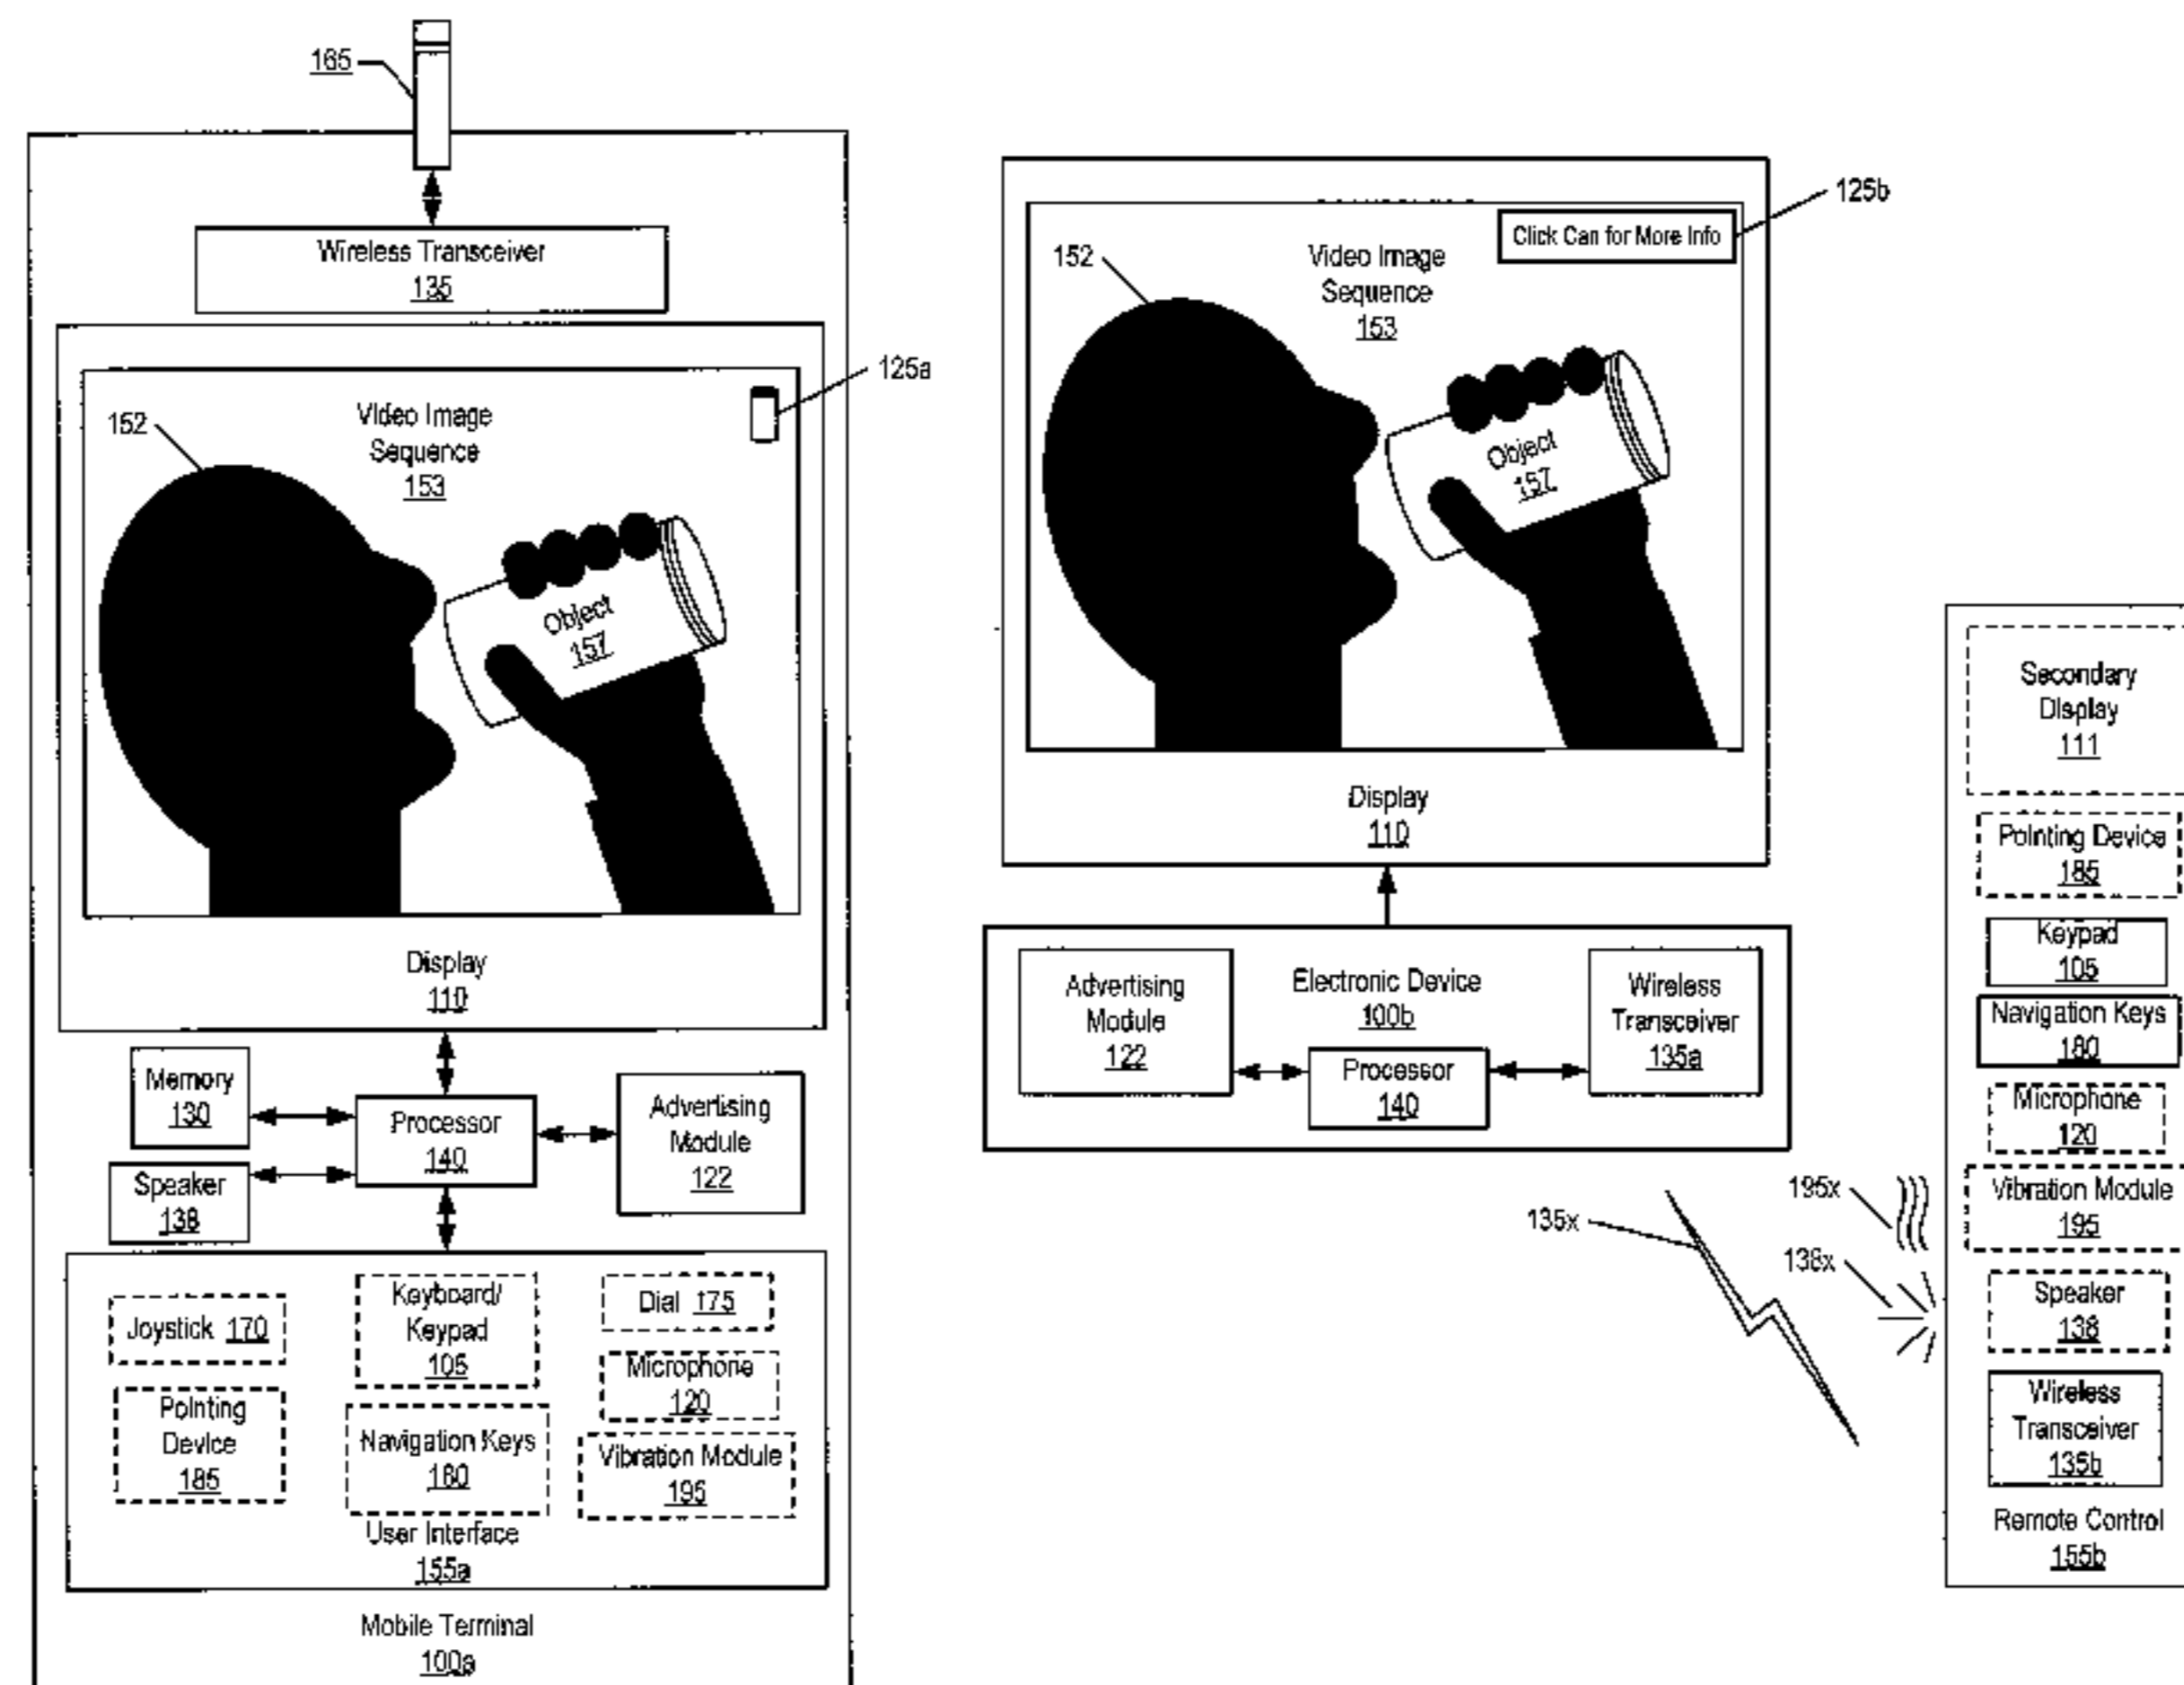 165
Wireless Transceiver
135
125a
152
Video Image
Sequence
153
Object
157
Display
110
Memory
130
Processor
140
Advertising
Module
122
Speaker
138
Joystick 170
Keyboard/
Keypad
105
Dial 175
Microphone
120
Pointing
Device
185
Navigation Keys
180
Vibration Module
195
User Interface
155a
Mobile Terminal
100a
125b
Click Can for More Info
152
Video Image
Sequence
153
Object
157
Display
110
Advertising
Module
122
Electronic Device
100b
Processor
140
Wireless
Transceiver
135a
135x
195x
138x
Secondary
Display
111
Pointing Device
185
Keypad
105
Navigation Keys
180
Microphone
120
Vibration Module
195
Speaker
138
Wireless
Transceiver
135b
Remote Control
155b